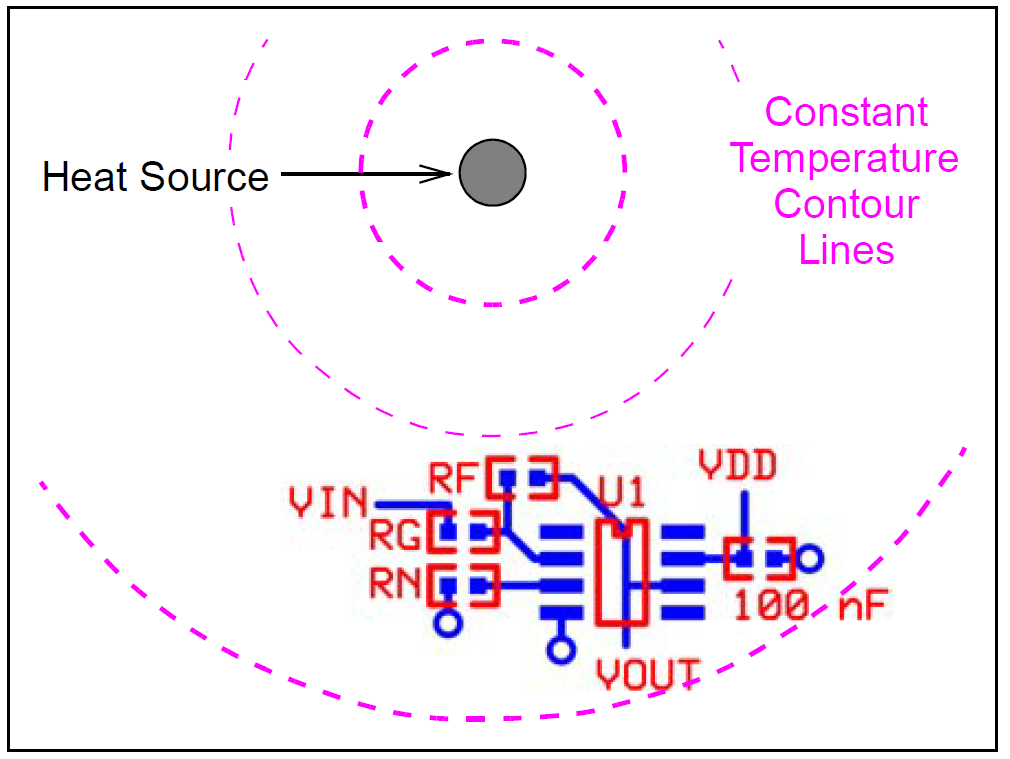 Constant
Temperature
Contour
Lines
Heat Source
RF
U1
VDD
VIN
RG
RN
100 nF
VOUT